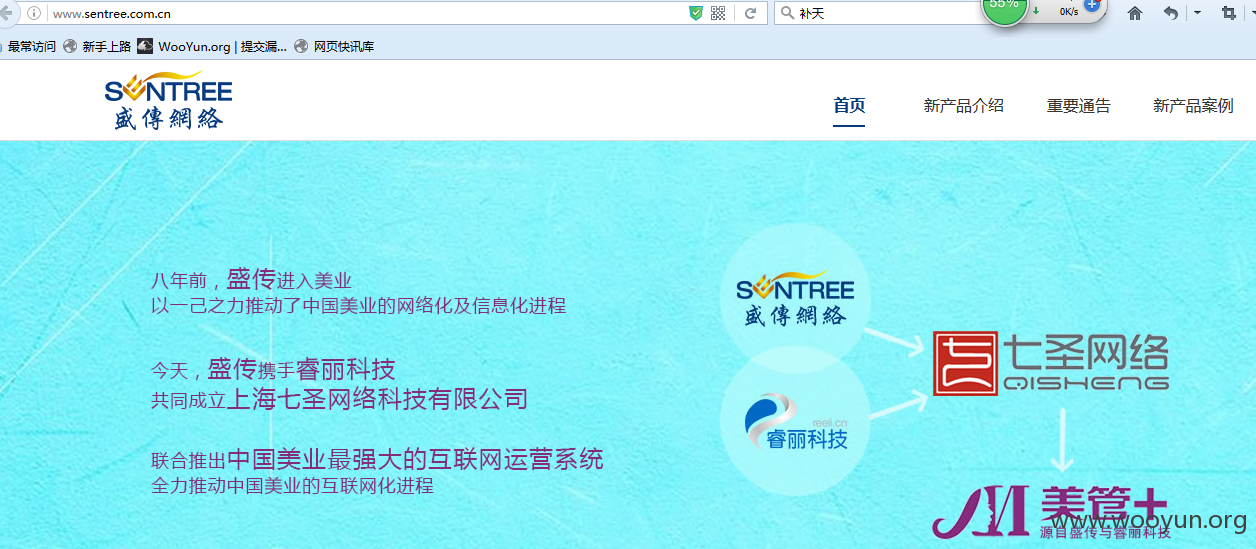 www.sentree.com.cn
补天
55%
0K/s
最常访问 新手上路 WooYun.org | 提交漏... 网页快讯库
SENTREE
盛傳網絡
首页 新产品介绍 重要通告 新产品案例
八年前，盛传进入美业
以一己之力推动了中国美业的网络化及信息化进程
今天，盛传携手睿丽科技
共同成立上海七圣网络科技有限公司
联合推出中国美业最强大的互联网运营系统
全力推动中国美业的互联网化进程
SENTREE
盛傳網絡
七圣网络
QISHENG
reeli.cn
睿丽科技
美管+
源自盛传与睿丽科技
www.wooyun.org